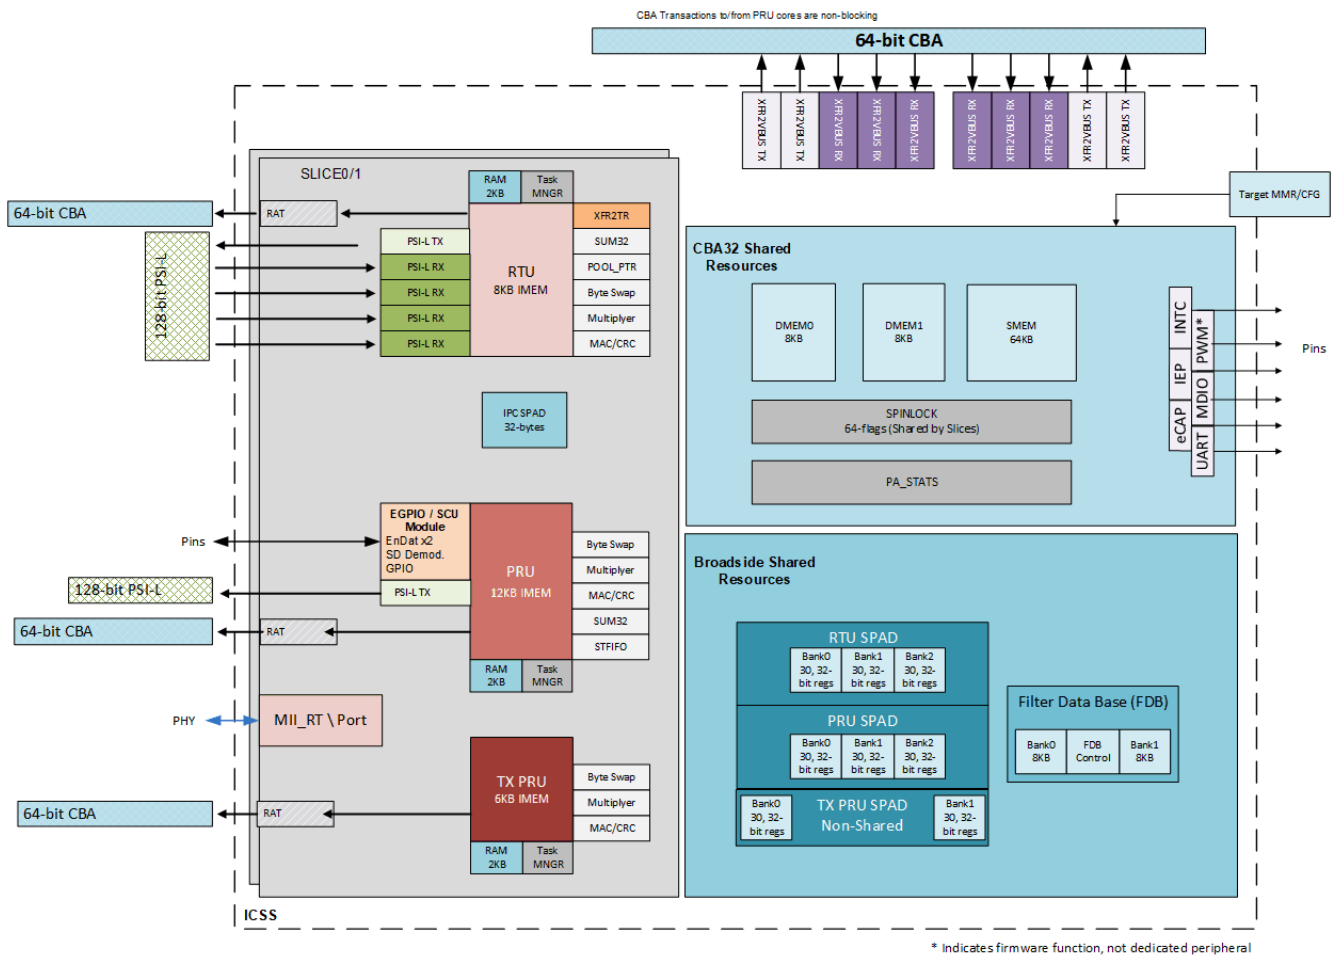 CBA Transactions to/from PRU cores are non-blocking
64-bit CBA
XFR2VBUS TX
XFR2VBUS TX
XFR2VBUS RX
XFR2VBUS RX
XFR2VBUS RX
XFR2VBUS RX
XFR2VBUS RX
XFR2VBUS RX
XFR2VBUS TX
XFR2VBUS TX
SLICE0/1
RAM
2KB
Task
MNGR
64-bit CBA
RAT
XFR2TR
PSI-L TX
SUM32
PSI-L RX
POOL_PTR
PSI-L RX
Byte Swap
PSI-L RX
Multiplyer
PSI-L RX
MAC/CRC
RTU
8KB IMEM
128-bit PSI-L
IPC SPAD
32-bytes
Target MMR/CFG
CBA32 Shared
Resources
DMEM0
8KB
DMEM1
8KB
SMEM
64KB
SPINLOCK
64-flags (Shared by Slices)
PA_STATS
INTC
PWM*
IEP
MDIO
eCAP
UART
Pins
EGPIO / SCU
Module
EnDat x2
SD Demod.
GPIO
Pins
PSI-L TX
128-bit PSI-L
PRU
12KB IMEM
Byte Swap
Multiplyer
MAC/CRC
SUM32
STFIFO
64-bit CBA
RAT
RAM
2KB
Task
MNGR
PHY
MII_RT \ Port
TX PRU
6KB IMEM
Byte Swap
Multiplyer
MAC/CRC
64-bit CBA
RAT
RAM
2KB
Task
MNGR
Broadside Shared
Resources
RTU SPAD
Bank0
30, 32-
bit regs
Bank1
30, 32-
bit regs
Bank2
30, 32-
bit regs
PRU SPAD
Bank0
30, 32-
bit regs
Bank1
30, 32-
bit regs
Bank2
30, 32-
bit regs
Bank0
30, 32-
bit regs
TX PRU SPAD
Non-Shared
Bank1
30, 32-
bit regs
Filter Data Base (FDB)
Bank0
8KB
FDB
Control
Bank1
8KB
ICSS
* Indicates firmware function, not dedicated peripheral